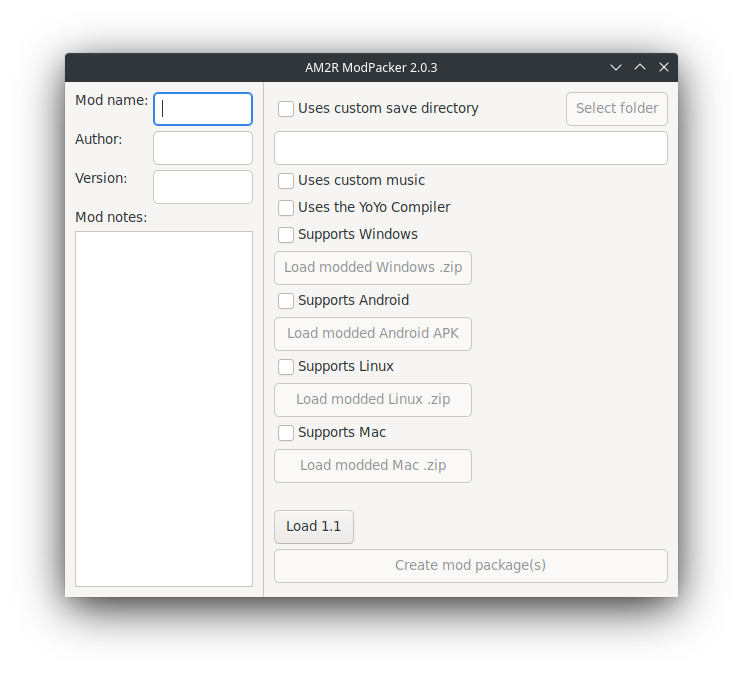 AM2R ModPacker 2.0.3
Mod name:
Author:
Version:
Mod notes:
Uses custom save directory
Select folder
Uses custom music
Uses the YoYo Compiler
Supports Windows
Load modded Windows .zip
Supports Android
Load modded Android APK
Supports Linux
Load modded Linux .zip
Supports Mac
Load modded Mac .zip
Load 1.1
Create mod package(s)